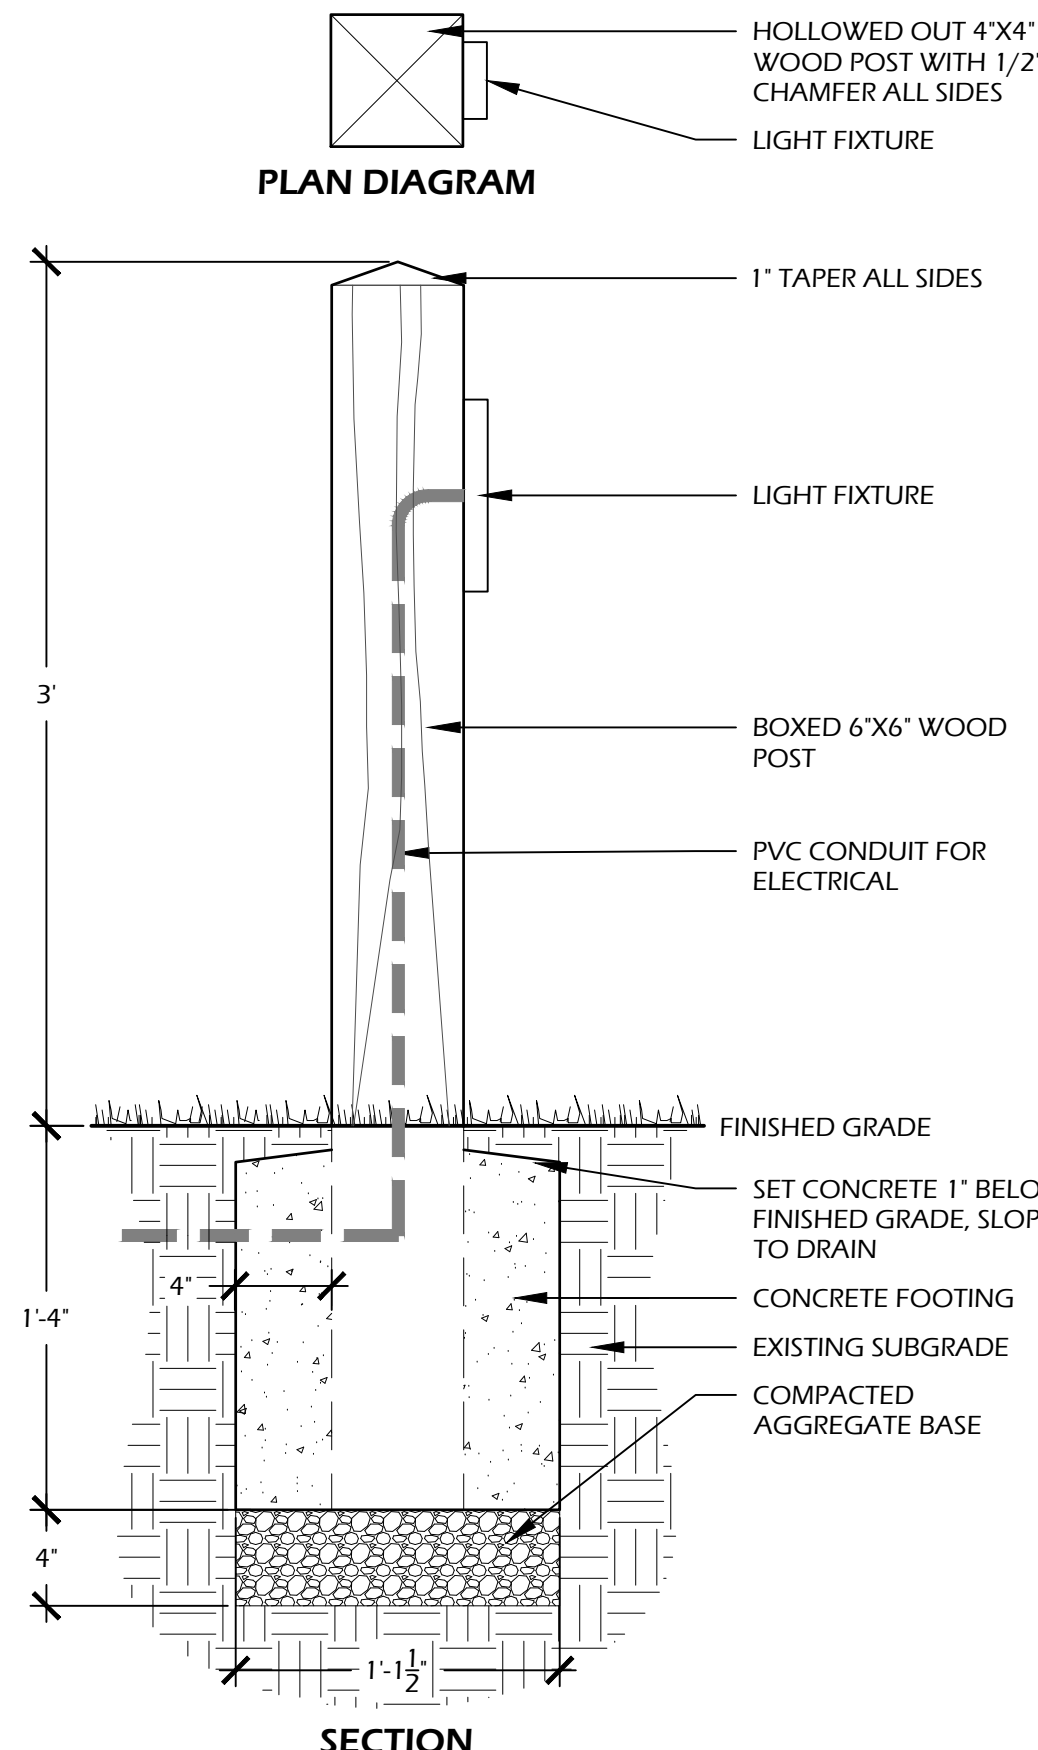 HOLLOWED OUT 4"X4"
WOOD POST WITH 1/2"
CHAMFER ALL SIDES
LIGHT FIXTURE
PLAN DIAGRAM
1" TAPER ALL SIDES
LIGHT FIXTURE
3'
BOXED 6"X6" WOOD
POST
PVC CONDUIT FOR
ELECTRICAL
FINISHED GRADE
SET CONCRETE 1" BELO
FINISHED GRADE, SLOP
TO DRAIN
4"
CONCRETE FOOTING
1'-4"
EXISTING SUBGRADE
COMPACTED
AGGREGATE BASE
4"
1'-1 1/2"
SECTION